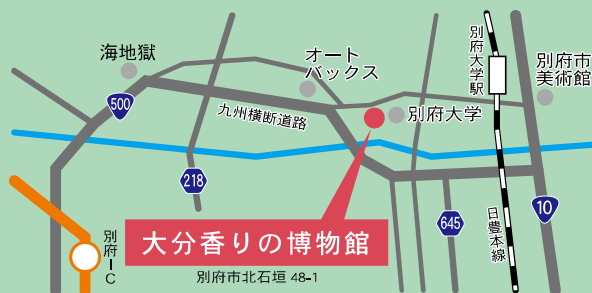 海地獄
オート
バックス
別府
大学駅
別府市
美術館
500
九州横断道路
別府大学
218
645
10
大分香りの博物館
別府IC
日豊本線
別府市北石垣 48-1